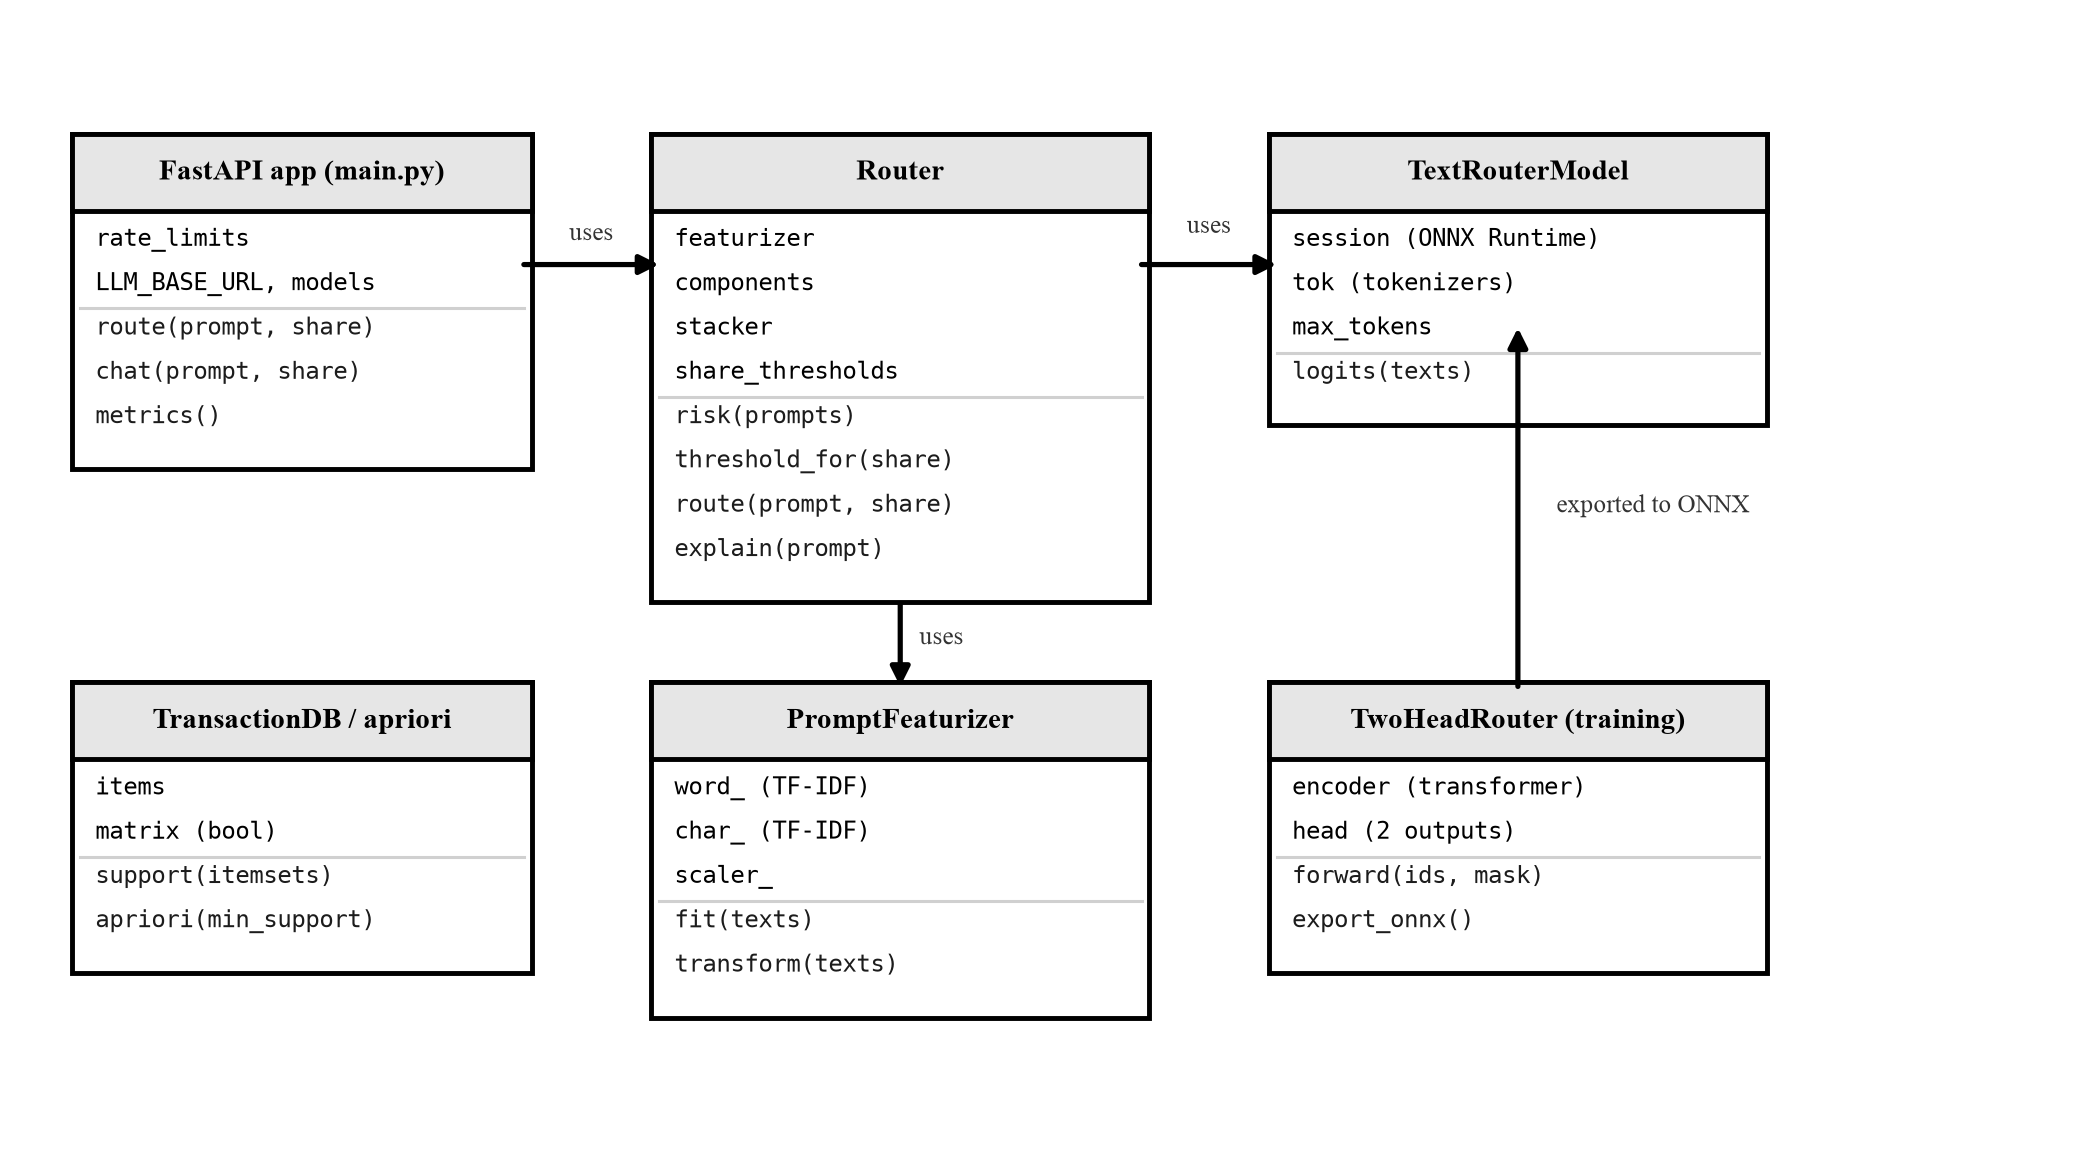 FastAPI app (main.py)
rate_limits
LLM_BASE_URL, models
route(prompt, share)
chat(prompt, share)
metrics()
uses
Router
featurizer
components
stacker
share_thresholds
risk(prompts)
threshold_for(share)
route(prompt, share)
explain(prompt)
uses
TextRouterModel
session (ONNX Runtime)
tok (tokenizers)
max_tokens
logits(texts)
exported to ONNX
uses
TransactionDB / apriori
items
matrix (bool)
support(itemsets)
apriori(min_support)
PromptFeaturizer
word_ (TF-IDF)
char_ (TF-IDF)
scaler_
fit(texts)
transform(texts)
TwoHeadRouter (training)
encoder (transformer)
head (2 outputs)
forward(ids, mask)
export_onnx()